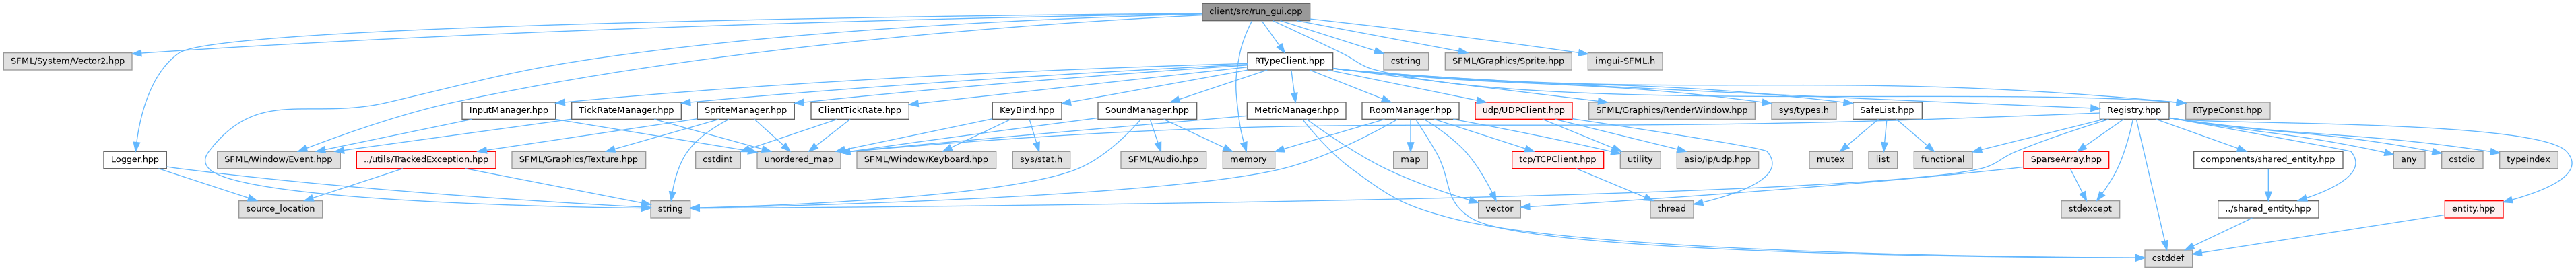 client/src/run_gui.cpp
SFML/System/Vector2.hpp
RTypeClient.hpp
cstring
SFML/Graphics/Sprite.hpp
imgui-SFML.h
InputManager.hpp
TickRateManager.hpp
SpriteManager.hpp
ClientTickRate.hpp
KeyBind.hpp
SoundManager.hpp
MetricManager.hpp
RoomManager.hpp
udp/UDPClient.hpp
SFML/Graphics/RenderWindow.hpp
sys/types.h
SafeList.hpp
Registry.hpp
RTypeConst.hpp
Logger.hpp
SFML/Window/Event.hpp
../utils/TrackedException.hpp
SFML/Graphics/Texture.hpp
cstdint
unordered_map
SFML/Window/Keyboard.hpp
sys/stat.h
SFML/Audio.hpp
memory
map
tcp/TCPClient.hpp
utility
asio/ip/udp.hpp
mutex
list
functional
SparseArray.hpp
components/shared_entity.hpp
any
cstdio
typeindex
source_location
string
vector
thread
stdexcept
../shared_entity.hpp
entity.hpp
cstddef